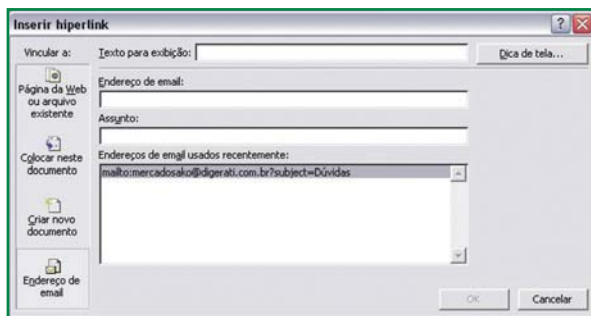 Inserir hiperlink
Vincular a:
Texto para exibição:
Dica de tela...
Página da Web
ou arquivo
existente
Colocar neste
documento
Criar novo
documento
Endereço de
email
Endereço de email:
Assunto:
Endereços de email usados recentemente:
mailto:mercadosako@digerati.com.br?subject=Dúvidas
OK
Cancelar